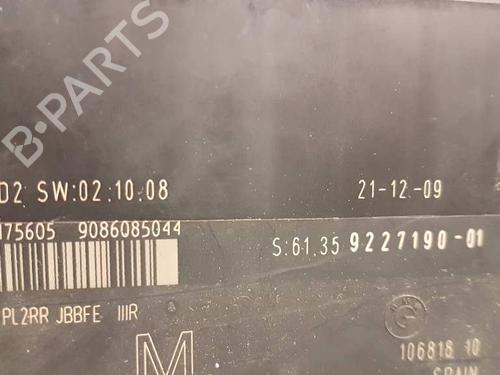 B-PARTS
D2 SW:02.10.08
21-12-09
175605 9086085044
S:61.35 9227190-01
PL2RR JBBFE IIIR
M
106818 10
SPAIN